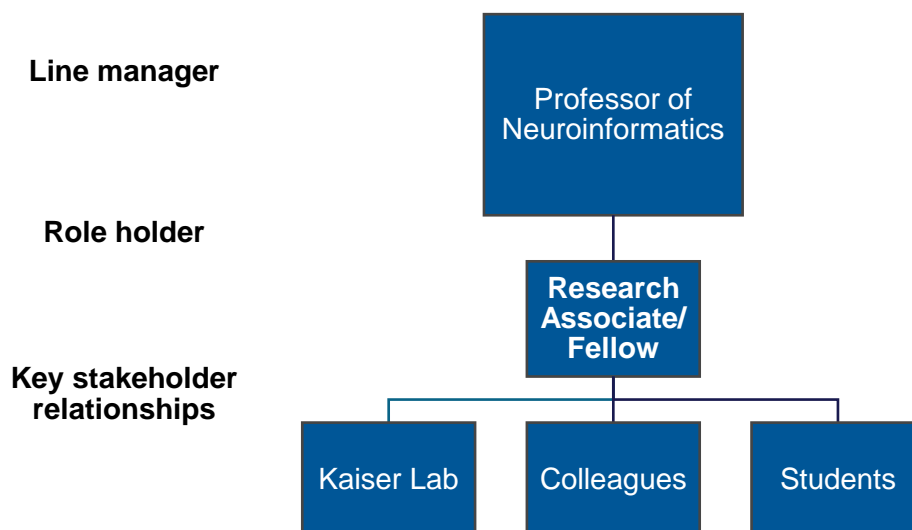 Line manager
Professor of
Neuroinformatics
Role holder
Research
Associate/
Fellow
Key stakeholder
relationships
Kaiser Lab
Colleagues
Students